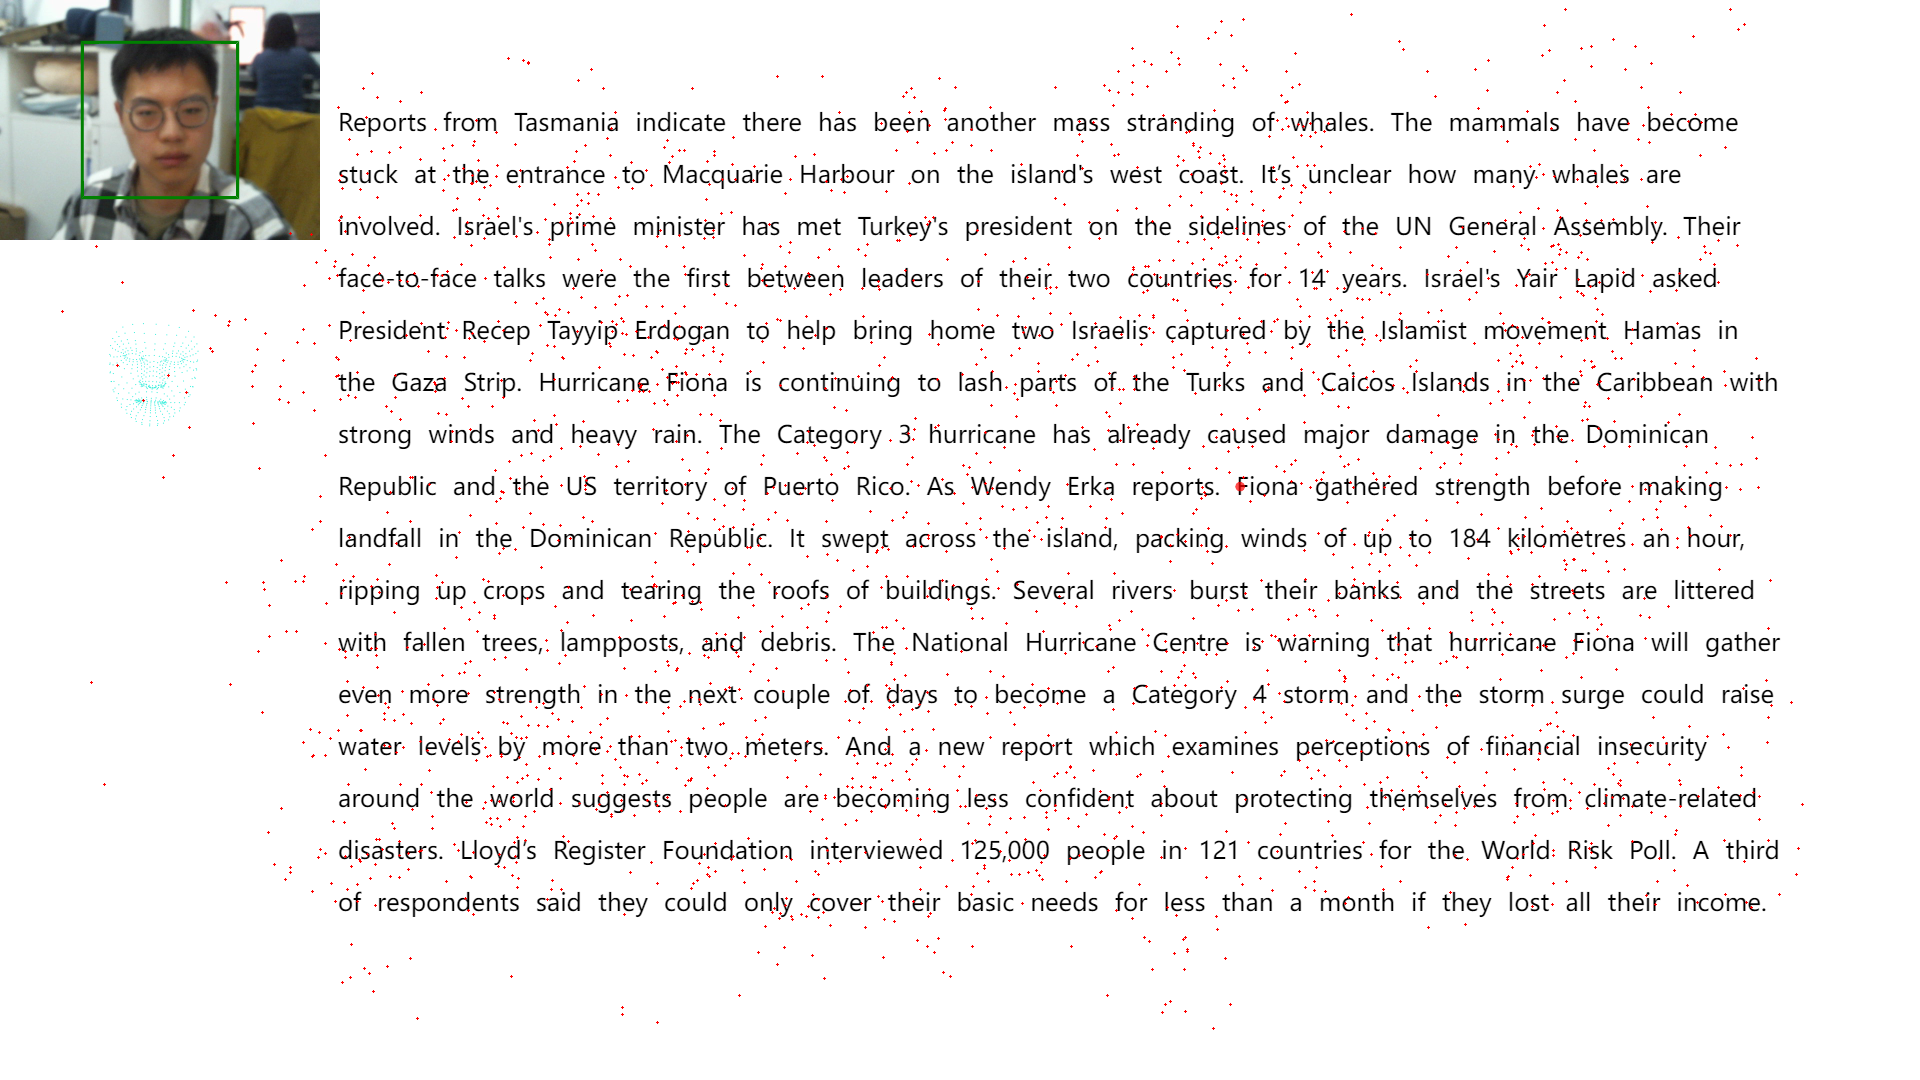 Reports from Tasmania indicate there has been another mass stranding of whales. The mammals have become
stuck at the entrance to Macquarie Harbour on the island's west coast. It's unclear how many whales are
involved. Israel's prime minister has met Turkey's president on the sidelines of the UN General Assembly. Their
face-to-face talks were the first between leaders of their two countries for 14 years. Israel's Yair Lapid asked
President Recep Tayyip Erdogan to help bring home two Israelis captured by the Islamist movement Hamas in
the Gaza Strip. Hurricane Fiona is continuing to lash parts of the Turks and Caicos Islands in the Caribbean with
strong winds and heavy rain. The Category 3 hurricane has already caused major damage in the Dominican
Republic and the US territory of Puerto Rico. As Wendy Erka reports. Fiona gathered strength before making
landfall in the Dominican Republic. It swept across the island, packing winds of up to 184 kilometres an hour,
ripping up crops and tearing the roofs of buildings. Several rivers burst their banks and the streets are littered
with fallen trees, lampposts, and debris. The National Hurricane Centre is warning that hurricane Fiona will gather
even more strength in the next couple of days to become a Category 4 storm and the storm surge could raise
water levels by more than two meters. And a new report which examines perceptions of financial insecurity
around the world suggests people are becoming less confident about protecting themselves from climate-related
disasters. Lloyd's Register Foundation interviewed 125,000 people in 121 countries for the World Risk Poll. A third
of respondents said they could only cover their basic needs for less than a month if they lost all their income.